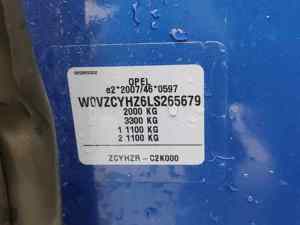 OPEL
e2*2007/46*0597
W0VZCYHZ6LS265679
2000 KG
3300 KG
1 1100 KG
2 1100 KG
ZCYHZR-C2K000